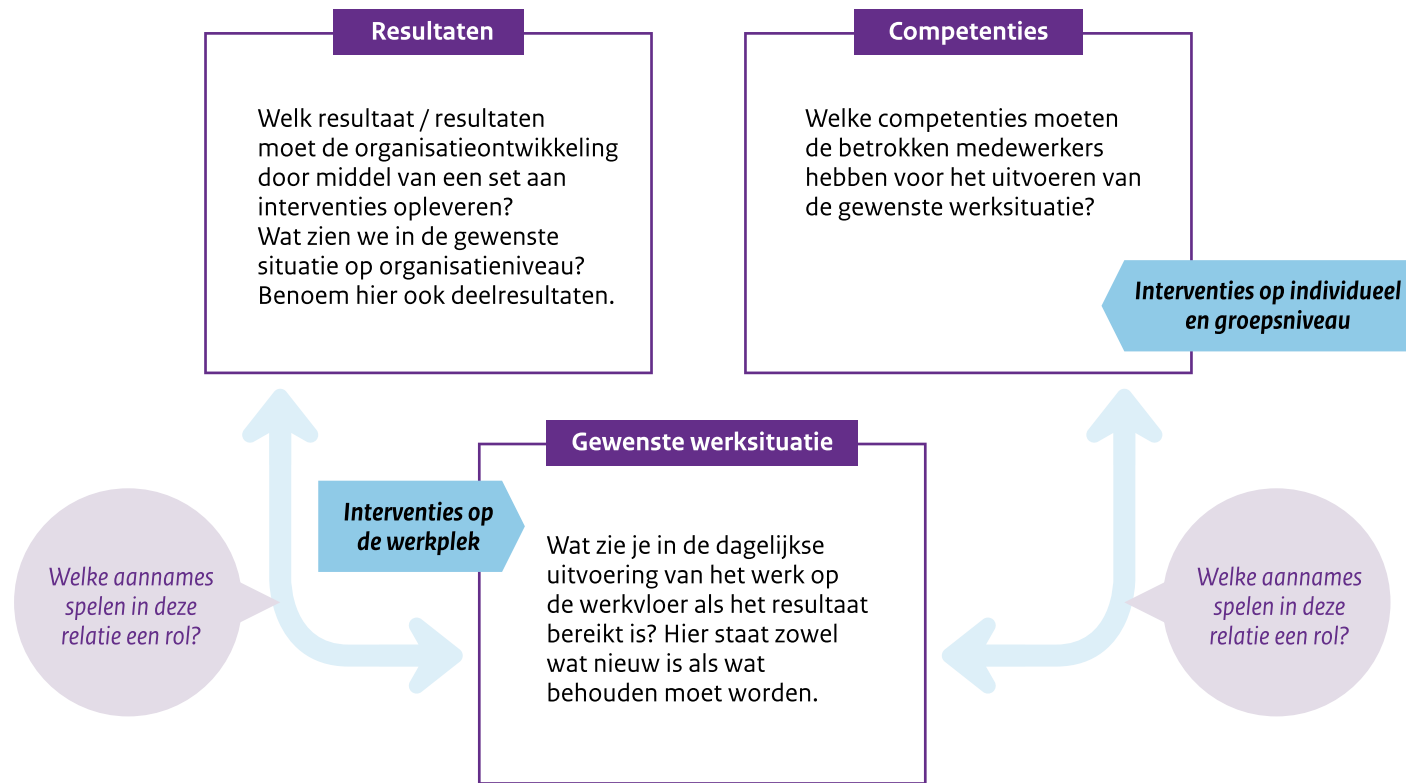 Resultaten
Welk resultaat / resultaten
moet de organisatieontwikkeling
door middel van een set aan
interventies opleveren?
Wat zien we in de gewenste
situatie op organisatieniveau?
Benoem hier ook deelresultaten.
Competenties
Welke competenties moeten
de betrokken medewerkers
hebben voor het uitvoeren van
de gewenste werksituatie?
Interventies op individueel
en groepsniveau
Gewenste werksituatie
Interventies op
de werkplek
Wat zie je in de dagelijkse
uitvoering van het werk op
de werkvloer als het resultaat
bereikt is? Hier staat zowel
wat nieuw is als wat
behouden moet worden.
Welke aannames
spelen in deze
relatie een rol?
Welke aannames
spelen in deze
relatie een rol?